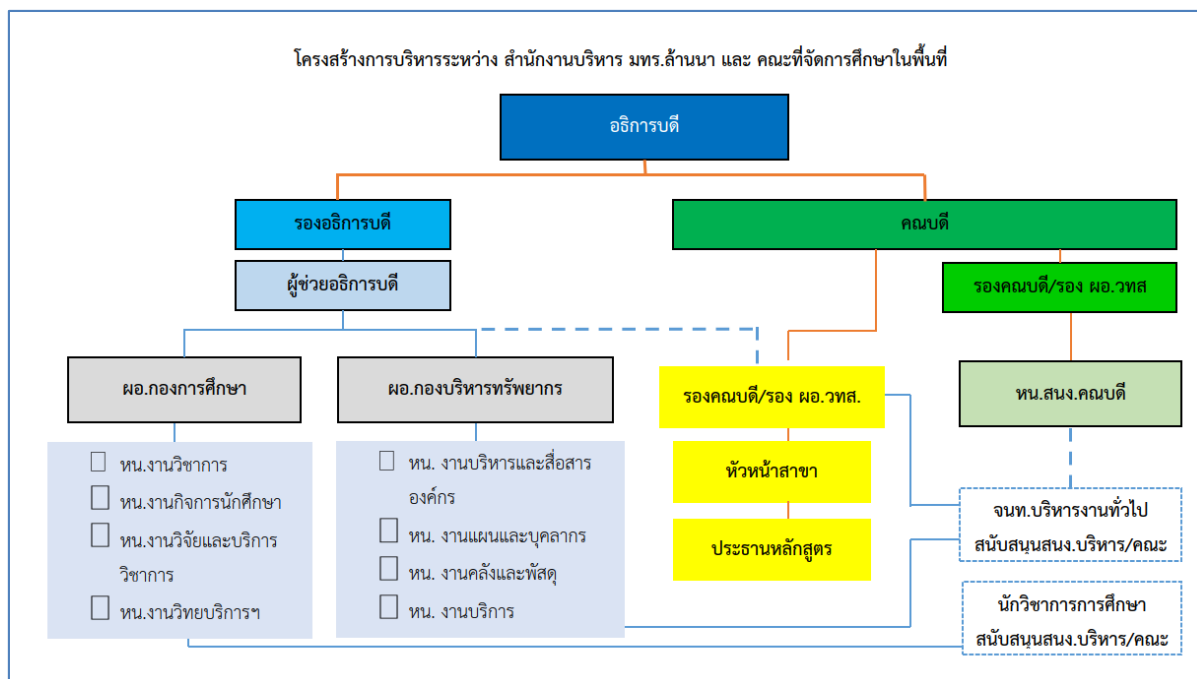 โครงสร้างการบริหารระหว่าง สำนักงานบริหาร มทร.ล้านนา และ คณะที่จัดการศึกษาในพื้นที่
อธิการบดี
รองอธิการบดี
คณบดี
ผู้ช่วยอธิการบดี
รองคณบดี/รอง ผอ.วทส
ผอ.กองการศึกษา
ผอ.กองบริหารทรัพยากร
รองคณบดี/รอง ผอ.วทส.
หน.สนง.คณบดี
หน.งานวิชาการ
หน.งานกิจการนักศึกษา
หน.งานวิจัยและบริการ
วิชาการ
หน.งานวิทยบริการฯ
หน. งานบริหารและสื่อสาร
องค์กร
หน. งานแผนและบุคลากร
หน. งานคลังและพัสดุ
หน. งานบริการ
หัวหน้าสาขา
ประธานหลักสูตร
จนท.บริหารงานทั่วไป
สนับสนุนสนง.บริหาร/คณะ
นักวิชาการการศึกษา
สนับสนุนสนง.บริหาร/คณะ